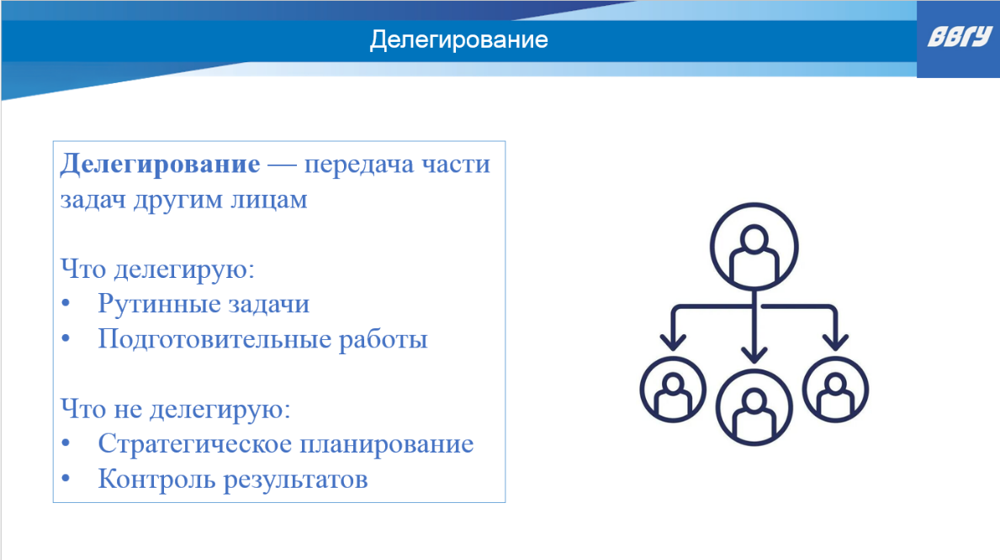 Делегирование
ВВГУ
Делегирование — передача части
задач другим лицам
Что делегирую:
• Рутинные задачи
• Подготовительные работы
Что не делегирую:
• Стратегическое планирование
• Контроль результатов